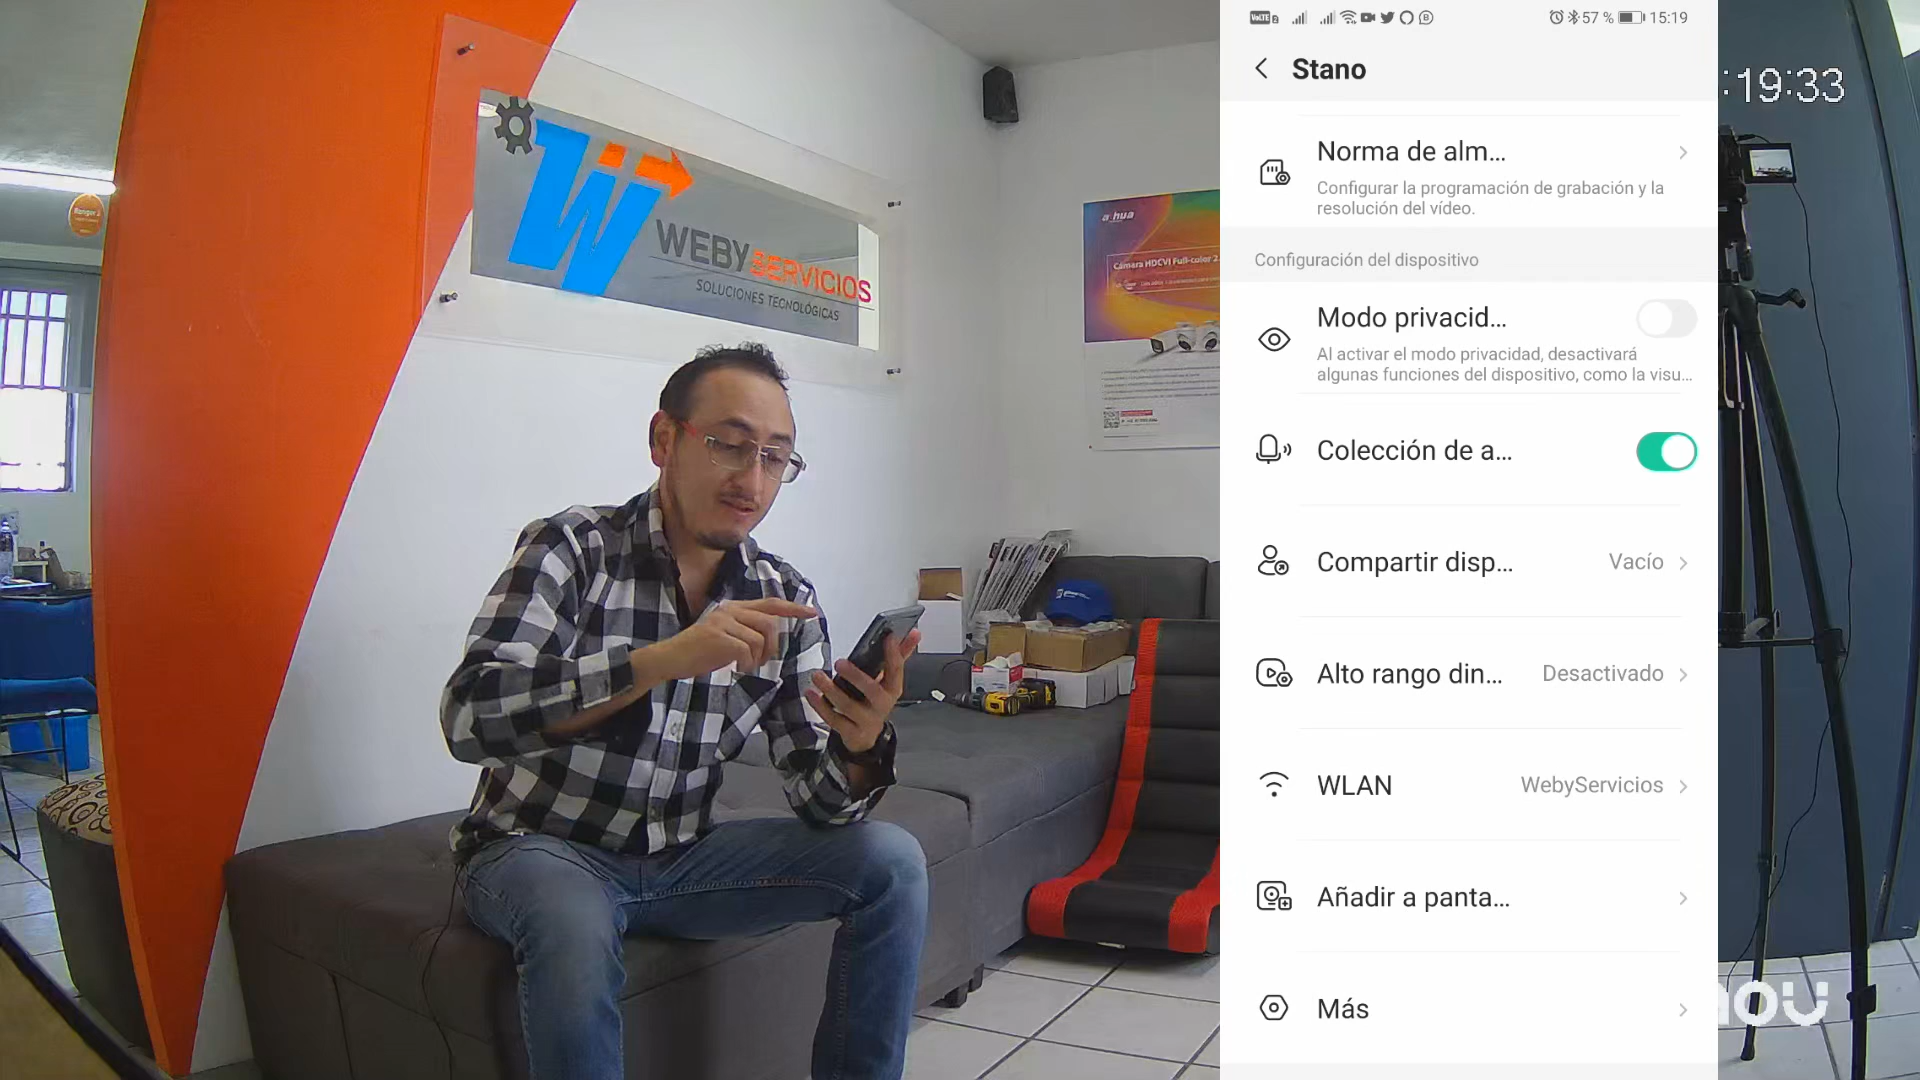 WEBYSERVICIOS
SOLUCIONES TECNOLÓGICAS
a hua
Cámara HDCVI Full-color 2
57 %
15:19
Stano
:19:33
Norma de alm...
Configurar la programación de grabación y la
resolución del vídeo.
Configuración del dispositivo
Modo privacid...
Al activar el modo privacidad, desactivará
algunas funciones del dispositivo, como la visu...
Colección de a...
Compartir disp...
Vacío
Alto rango din...
Desactivado
WLAN
WebyServicios
Añadir a panta...
Más